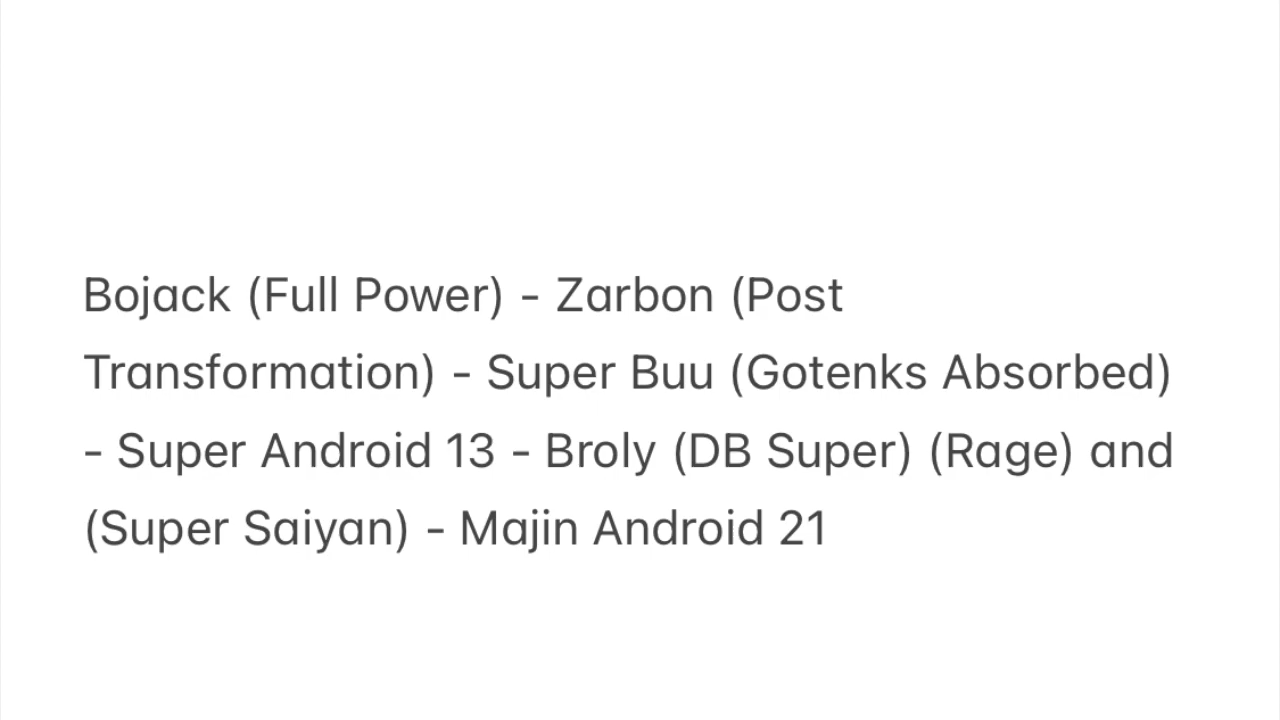 Bojack (Full Power) - Zarbon (Post
Transformation) - Super Buu (Gotenks Absorbed)
- Super Android 13 - Broly (DB Super) (Rage) and
(Super Saiyan) - Majin Android 21